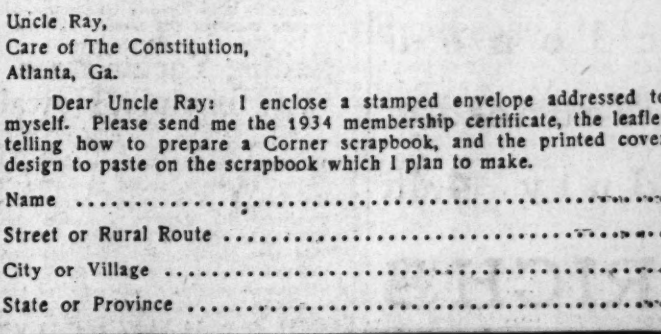 Uncle Ray,
Care of The Constitution,
Atlanta, Ga.
Dear Uncle Ray: I enclose a stamped envelope addressed to
myself. Please send me the 1934 membership certificate, the leafle
telling how to prepare a Corner scrapbook, and the printed cove
design to paste on the scrapbook which I plan to make.
Name ........................................
Street or Rural Route ..............................
City or Village ..................................
State or Province ................................